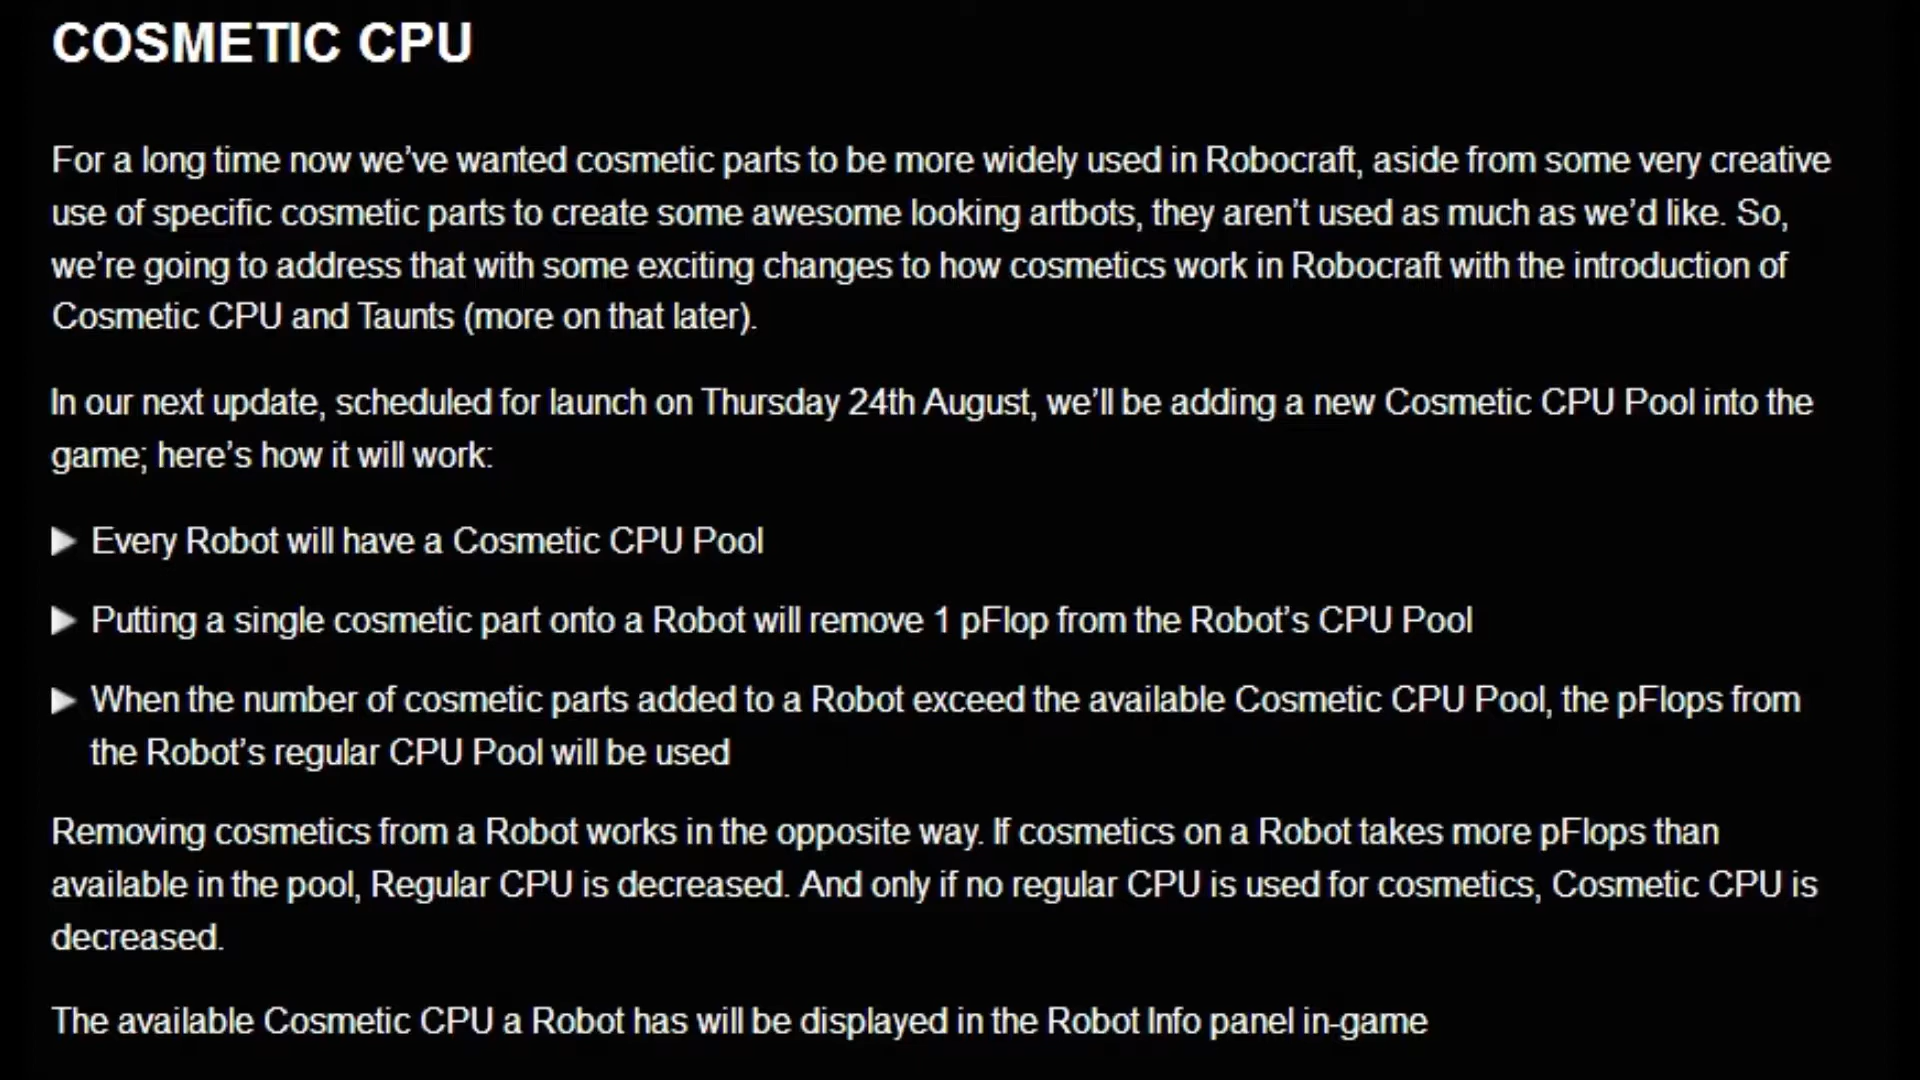 COSMETIC CPU
For a long time now we’ve wanted cosmetic parts to be more widely used in Robocraft, aside from some very creative
use of specific cosmetic parts to create some awesome looking artbots, they aren’t used as much as we’d like. So,
we’re going to address that with some exciting changes to how cosmetics work in Robocraft with the introduction of
Cosmetic CPU and Taunts (more on that later).
In our next update, scheduled for launch on Thursday 24th August, we’ll be adding a new Cosmetic CPU Pool into the
game; here’s how it will work:
▶ Every Robot will have a Cosmetic CPU Pool
▶ Putting a single cosmetic part onto a Robot will remove 1 pFlop from the Robot’s CPU Pool
▶ When the number of cosmetic parts added to a Robot exceed the available Cosmetic CPU Pool, the pFlops from
the Robot’s regular CPU Pool will be used
Removing cosmetics from a Robot works in the opposite way. If cosmetics on a Robot takes more pFlops than
available in the pool, Regular CPU is decreased. And only if no regular CPU is used for cosmetics, Cosmetic CPU is
decreased.
The available Cosmetic CPU a Robot has will be displayed in the Robot Info panel in-game